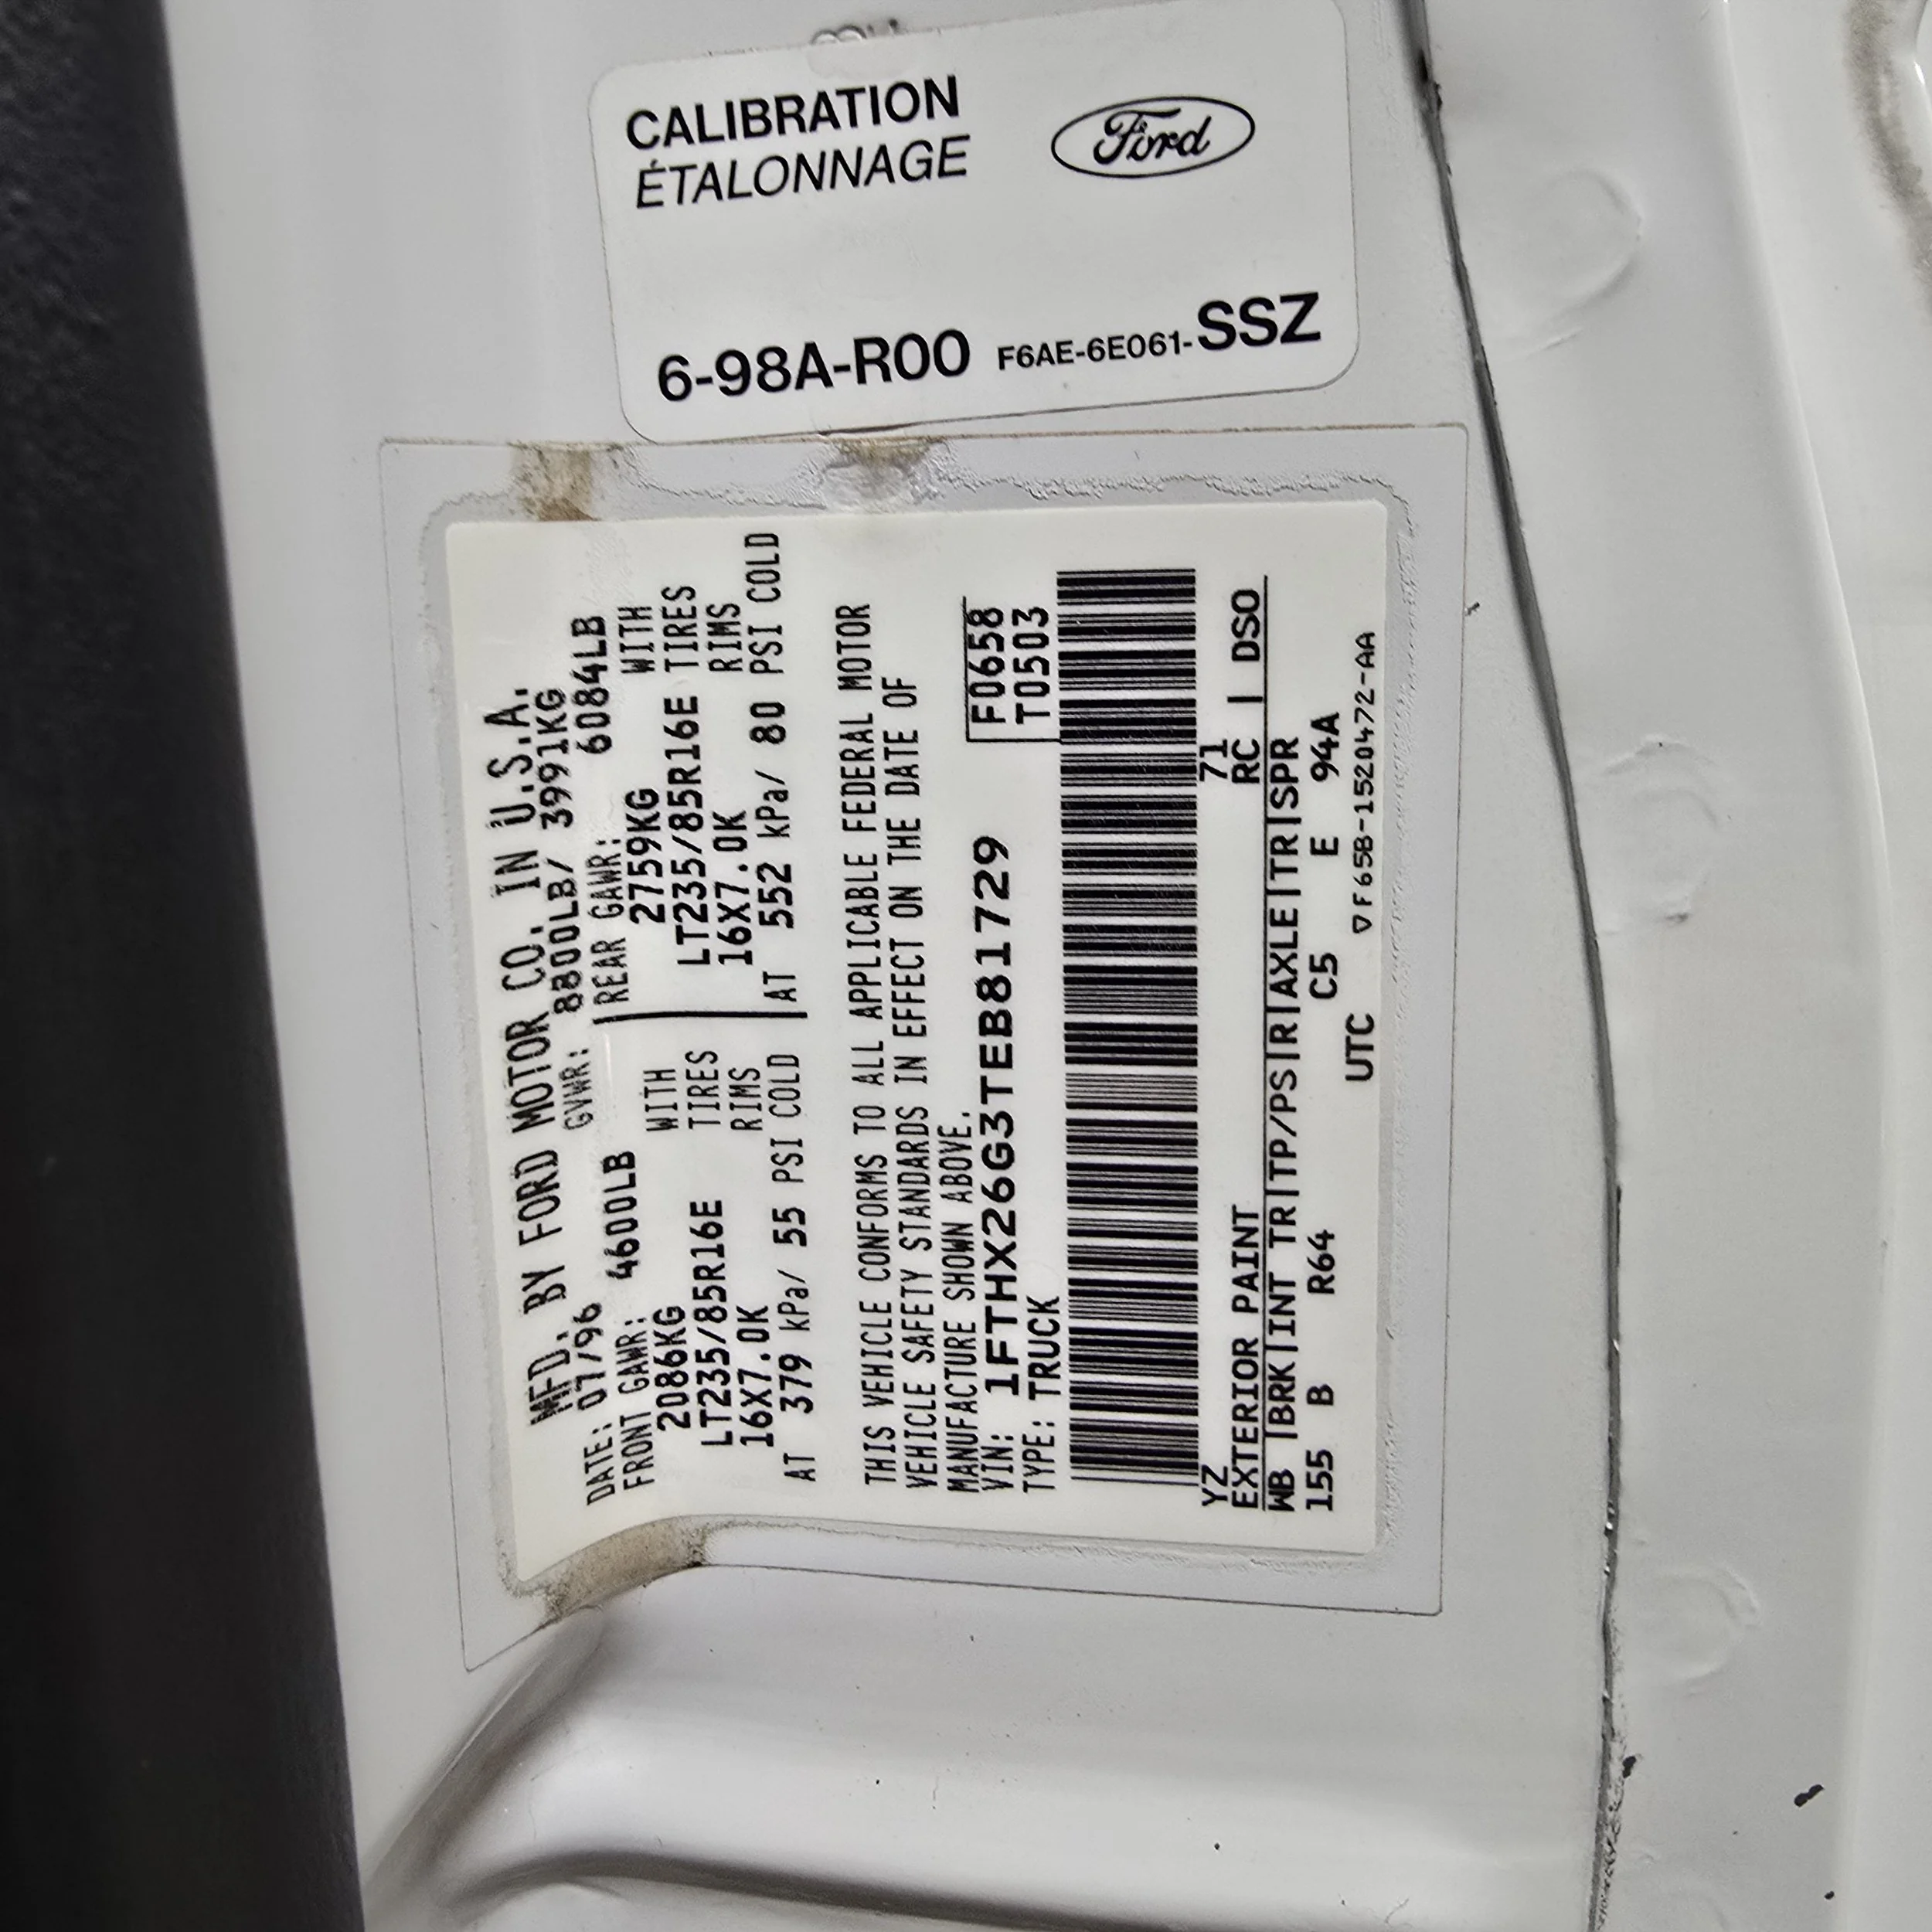 CALIBRATION
ÉTALONNAGE
Ford
6-98A-R00 F6AE-6E061-SSZ
MFD. BY FORD MOTOR CO. IN U.S.A.
DATE: 07/96 GVWR: 8800LB/ 3991KG
FRONT GAWR: 4600LB REAR GAWR: 6084LB
2086KG WITH 2759KG WITH
LT235/85R16E TIRES LT235/85R16E TIRES
16X7.0K RIMS 16X7.0K RIMS
AT 379 kPa/ 55 PSI COLD AT 552 kPa/ 80 PSI COLD
THIS VEHICLE CONFORMS TO ALL APPLICABLE FEDERAL MOTOR
VEHICLE SAFETY STANDARDS IN EFFECT ON THE DATE OF
MANUFACTURE SHOWN ABOVE.
VIN: 1FTHX26G3TEB81729 F0658
TYPE: TRUCK T0503
YZ 71
EXTERIOR PAINT RC | DSO
WB |BRK|INT TR|TP/PS|R|AXLE|TR|SPR
155 B R64 C5 E 94A
UTC ▽F65B-1520472-AA